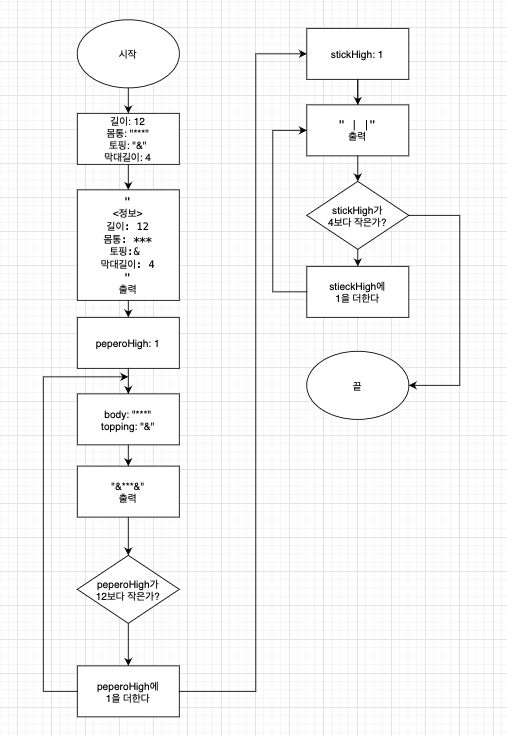 시작
길이: 12
몸통: "***"
토핑: "&"
막대길이: 4
"
<정보>
길이: 12
몸통: ***
토핑:&
막대길이: 4
"
출력
peperoHigh: 1
body: "***"
topping: "&"
"&***&"
출력
peperoHigh가
12보다 작은가?
peperoHigh에
1을 더한다
stickHigh: 1
" | |"
출력
stickHigh가
4보다 작은가?
stieckHigh에
1을 더한다
끝